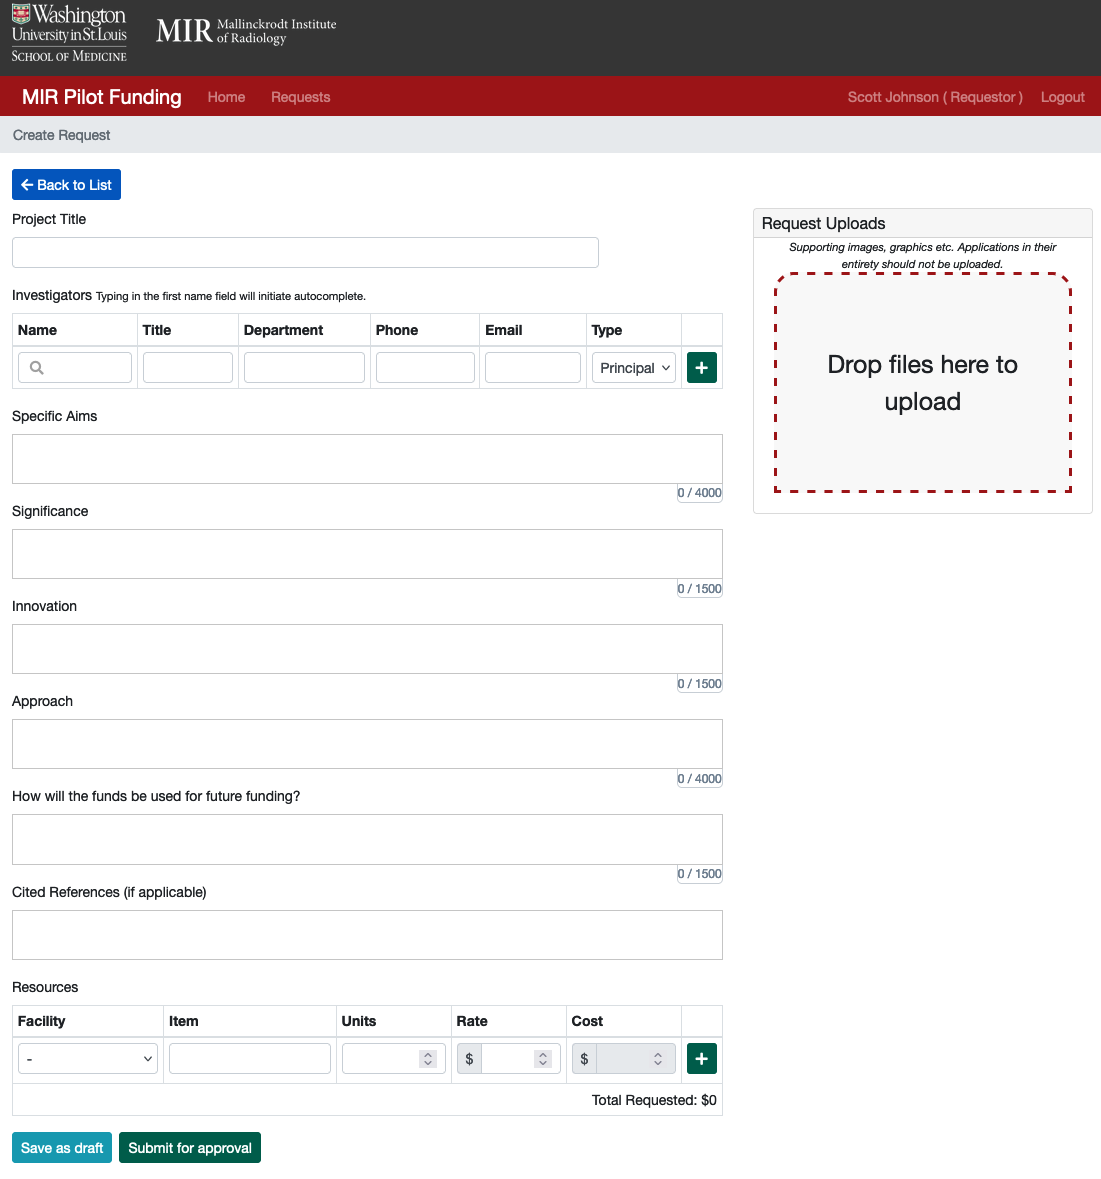 Washington
University in St. Louis
SCHOOL OF MEDICINE
MIR Mallinckrodt Institute
of Radiology
MIR Pilot Funding Home Requests Scott Johnson ( Requestor ) Logout
Create Request
Back to List
Project Title
Investigators Typing in the first name field will initiate autocomplete.
Name Title Department Phone Email Type
Principal
+
Specific Aims
0 / 4000
Significance
0 / 1500
Innovation
0 / 1500
Approach
0 / 4000
How will the funds be used for future funding?
0 / 1500
Cited References (if applicable)
Resources
Facility Item Units Rate Cost
- $ $ +
Total Requested: $0
Save as draft Submit for approval
Request Uploads
Supporting images, graphics etc. Applications in their
entirety should not be uploaded.
Drop files here to
upload